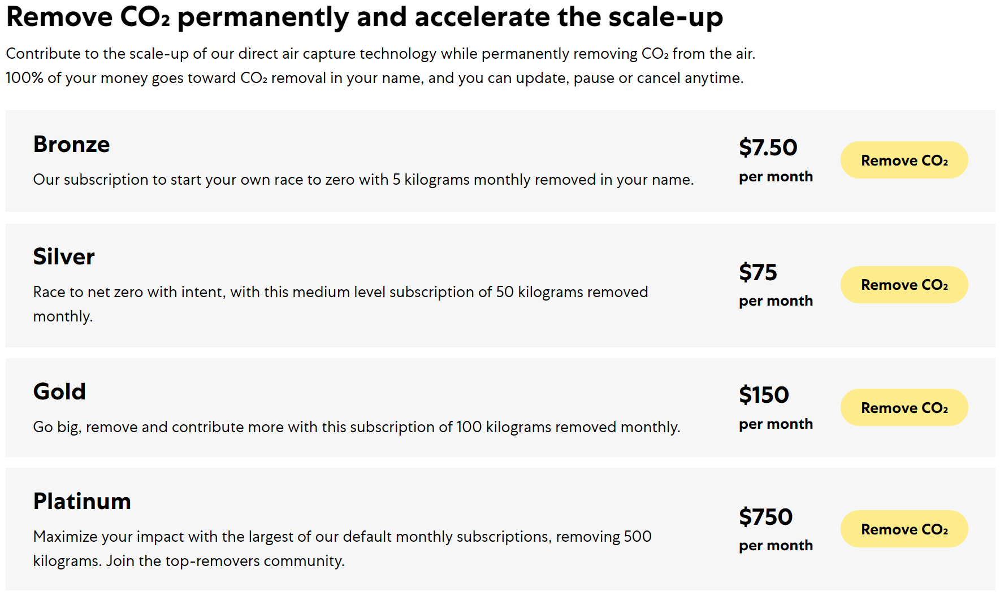 Remove CO₂ permanently and accelerate the scale-up
Contribute to the scale-up of our direct air capture technology while permanently removing CO₂ from the air.
100% of your money goes toward CO₂ removal in your name, and you can update, pause or cancel anytime.
Bronze
Our subscription to start your own race to zero with 5 kilograms monthly removed in your name.
$7.50
per month
Remove CO₂
Silver
Race to net zero with intent, with this medium level subscription of 50 kilograms removed
monthly.
$75
per month
Remove CO₂
Gold
Go big, remove and contribute more with this subscription of 100 kilograms removed monthly.
$150
per month
Remove CO₂
Platinum
Maximize your impact with the largest of our default monthly subscriptions, removing 500
kilograms. Join the top-removers community.
$750
per month
Remove CO₂